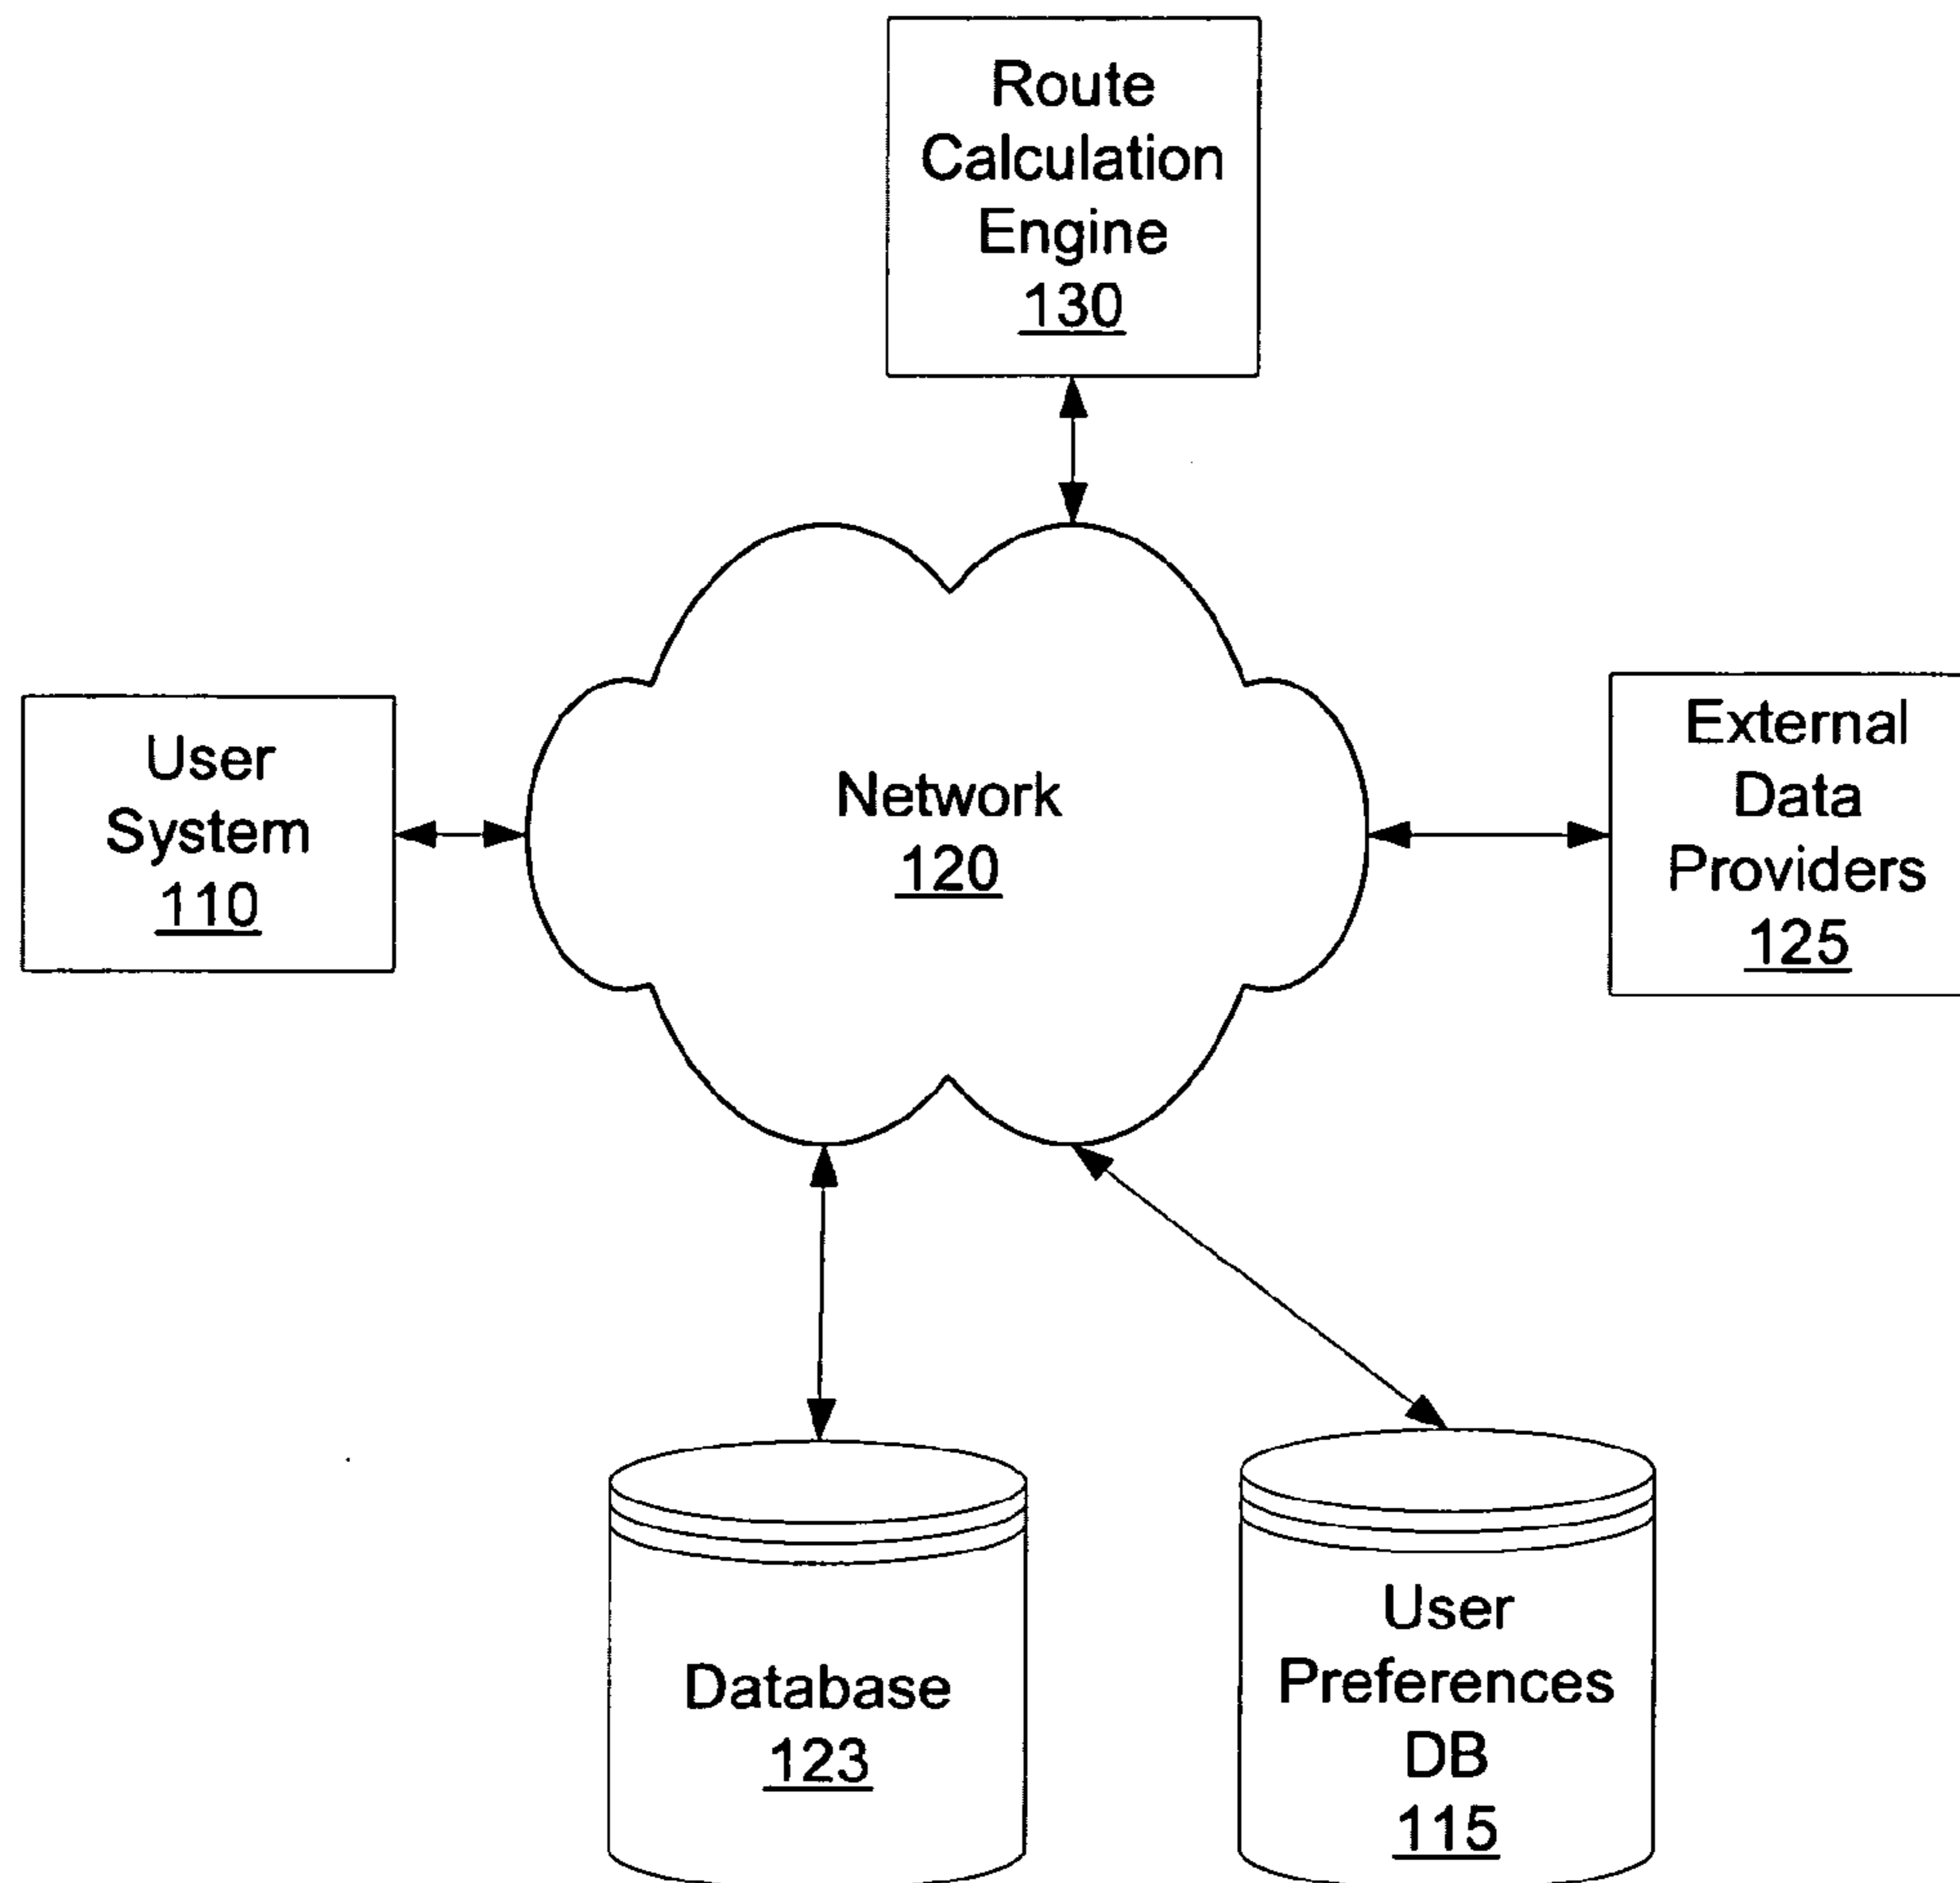 Route
Calculation
Engine
130
User
System
110
Network
120
External
Data
Providers
125
Database
123
User
Preferences
DB
115